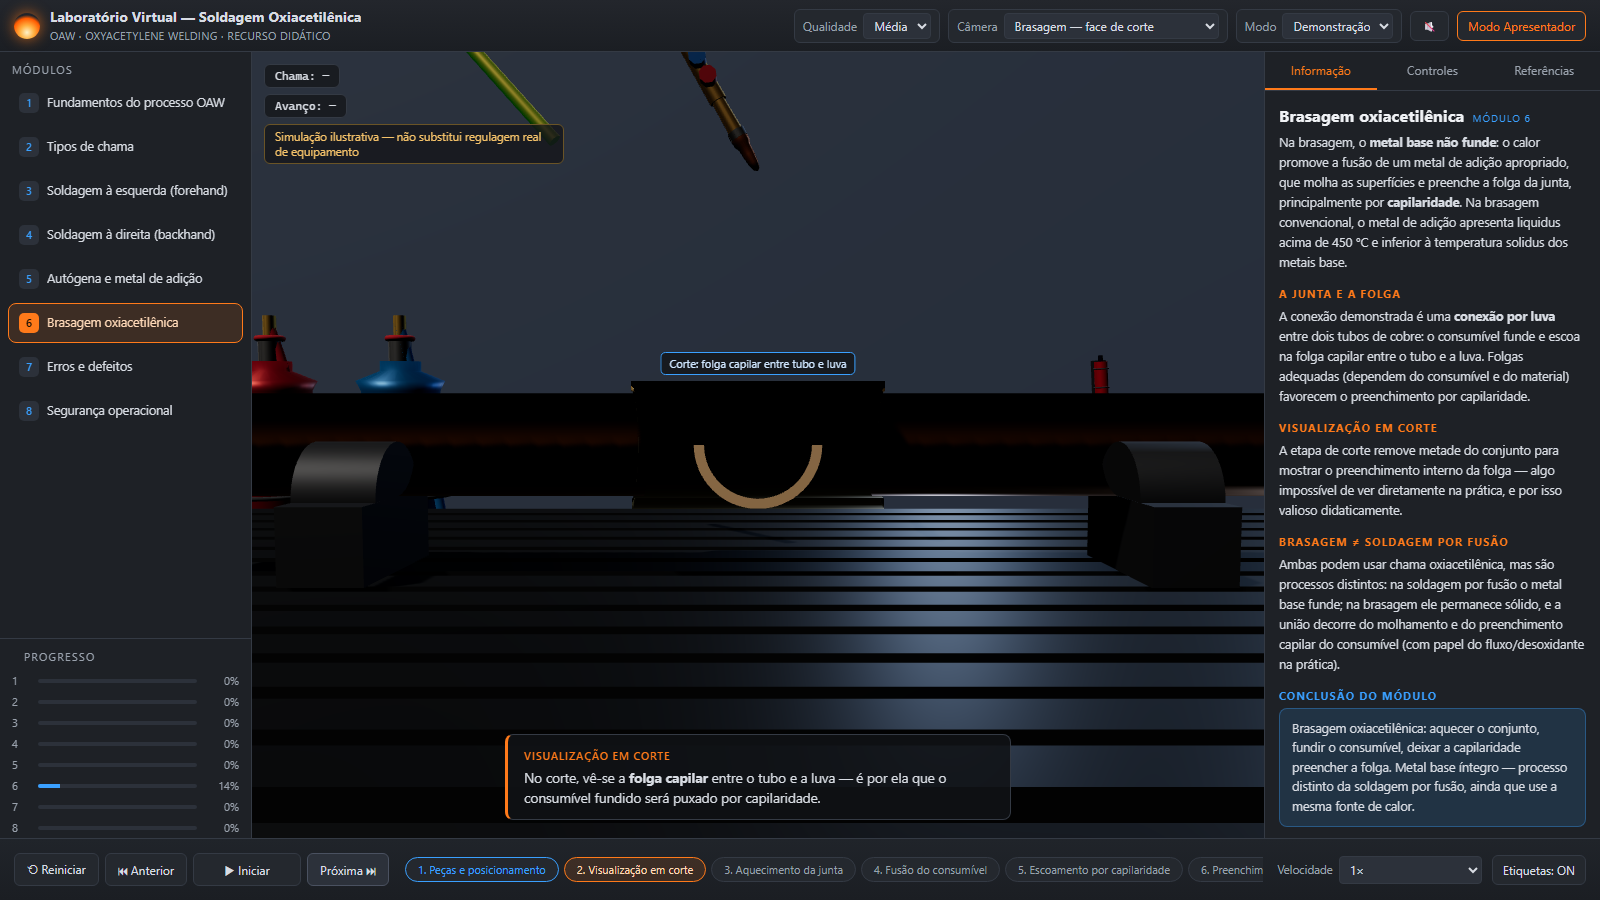 Laboratório Virtual — Soldagem Oxiacetilênica
OAW · OXYACETYLENE WELDING · RECURSO DIDÁTICO
Qualidade Média
Câmera Brasagem — face de corte
Modo Demonstração
Modo Apresentador
MÓDULOS
1 Fundamentos do processo OAW
2 Tipos de chama
3 Soldagem à esquerda (forehand)
4 Soldagem à direita (backhand)
5 Autógena e metal de adição
6 Brasagem oxiacetilênica
7 Erros e defeitos
8 Segurança operacional
PROGRESSO
1 0%
2 0%
3 0%
4 0%
5 0%
6 14%
7 0%
8 0%
Chama: —
Avanço: —
Simulação ilustrativa — não substitui regulagem real
de equipamento
Corte: folga capilar entre tubo e luva
VISUALIZAÇÃO EM CORTE
No corte, vê-se a folga capilar entre o tubo e a luva — é por ela que o
consumível fundido será puxado por capilaridade.
Informação
Controles
Referências
Brasagem oxiacetilênica MÓDULO 6
Na brasagem, o metal base não funde: o calor
promove a fusão de um metal de adição apropriado,
que molha as superfícies e preenche a folga da junta,
principalmente por capilaridade. Na brasagem
convencional, o metal de adição apresenta liquidus
acima de 450 °C e inferior à temperatura solidus dos
metais base.
A JUNTA E A FOLGA
A conexão demonstrada é uma conexão por luva
entre dois tubos de cobre: o consumível funde e escoa
na folga capilar entre o tubo e a luva. Folgas
adequadas (dependem do consumível e do material)
favorecem o preenchimento por capilaridade.
VISUALIZAÇÃO EM CORTE
A etapa de corte remove metade do conjunto para
mostrar o preenchimento interno da folga — algo
impossível de ver diretamente na prática, e por isso
valioso didaticamente.
BRASAGEM ≠ SOLDAGEM POR FUSÃO
Ambas podem usar chama oxiacetilênica, mas são
processos distintos: na soldagem por fusão o metal
base funde; na brasagem ele permanece sólido, e a
união decorre do molhamento e do preenchimento
capilar do consumível (com papel do fluxo/desoxidante
na prática).
CONCLUSÃO DO MÓDULO
Brasagem oxiacetilênica: aquecer o conjunto,
fundir o consumível, deixar a capilaridade
preencher a folga. Metal base íntegro — processo
distinto da soldagem por fusão, ainda que use a
mesma fonte de calor.
Reiniciar
Anterior
Iniciar
Próxima
1. Peças e posicionamento
2. Visualização em corte
3. Aquecimento da junta
4. Fusão do consumível
5. Escoamento por capilaridade
6. Preenchim
Velocidade 1×
Etiquetas: ON